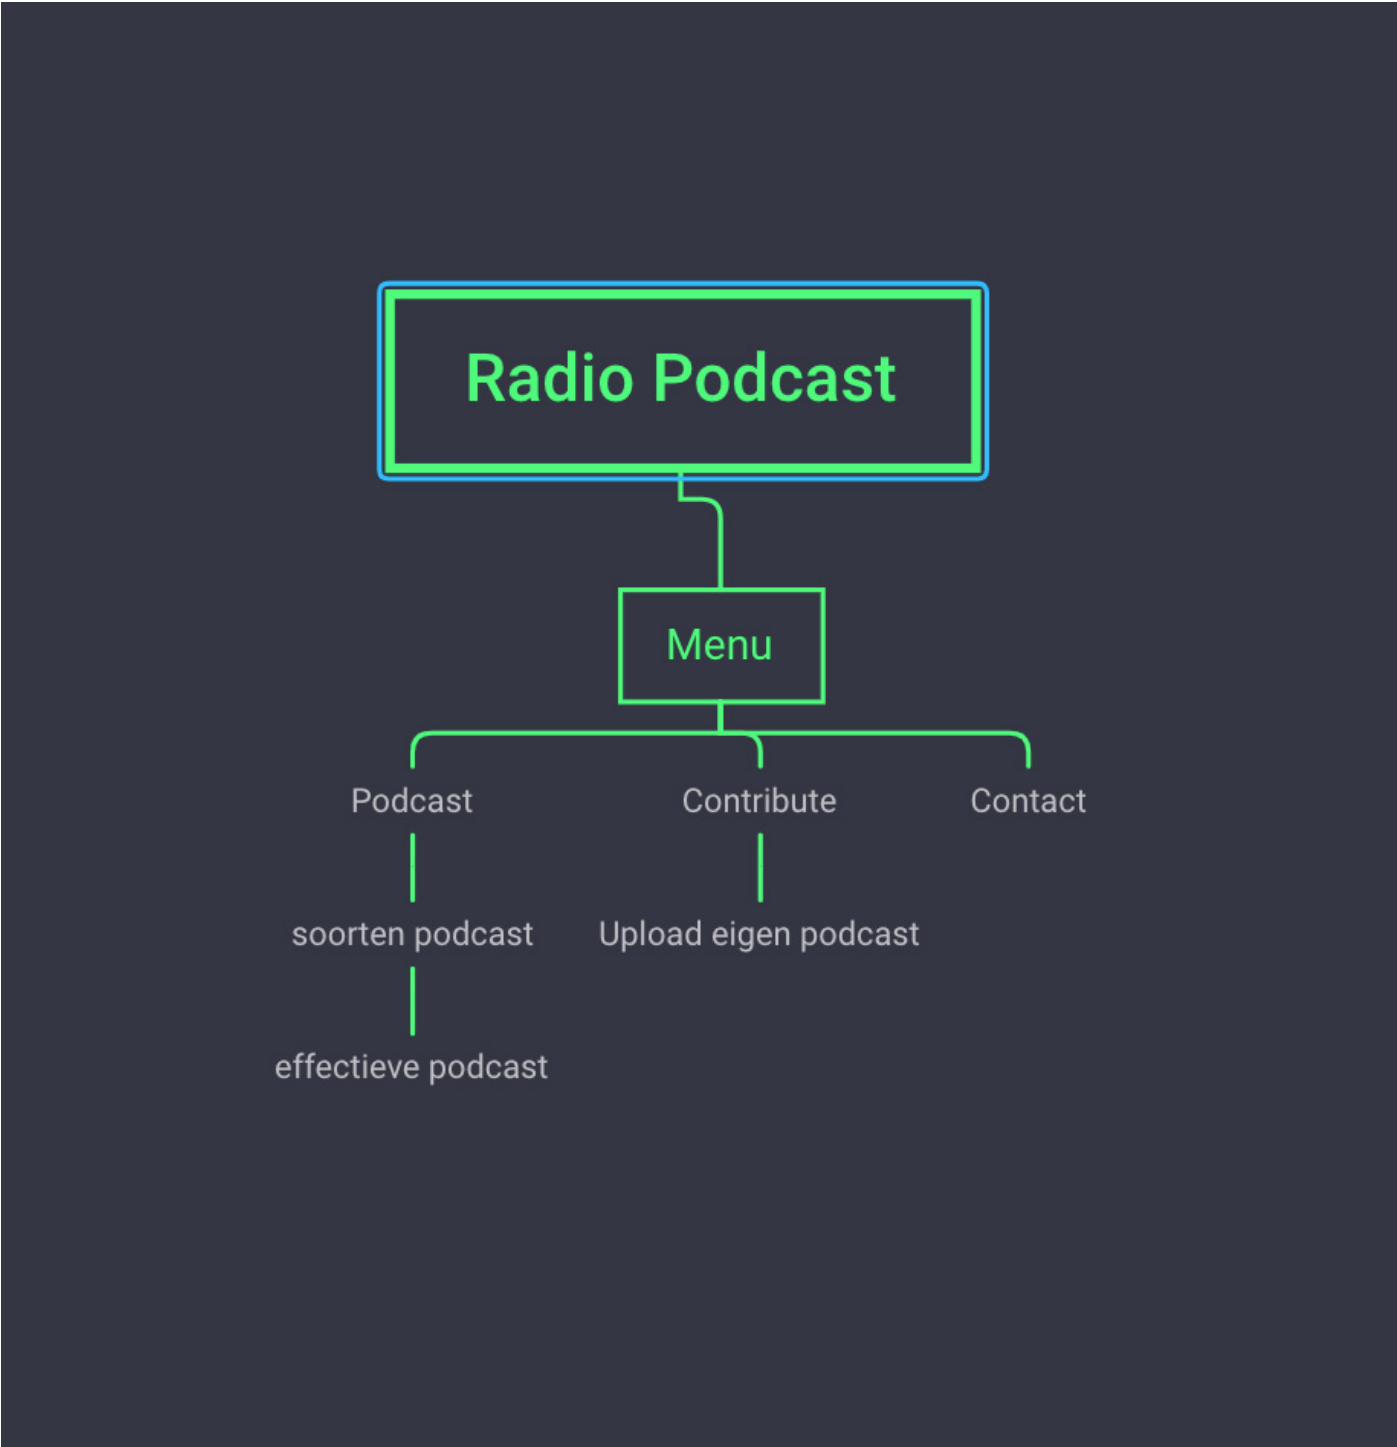 Radio Podcast
Menu
Podcast
Contribute
Contact
soorten podcast
Upload eigen podcast
effectieve podcast